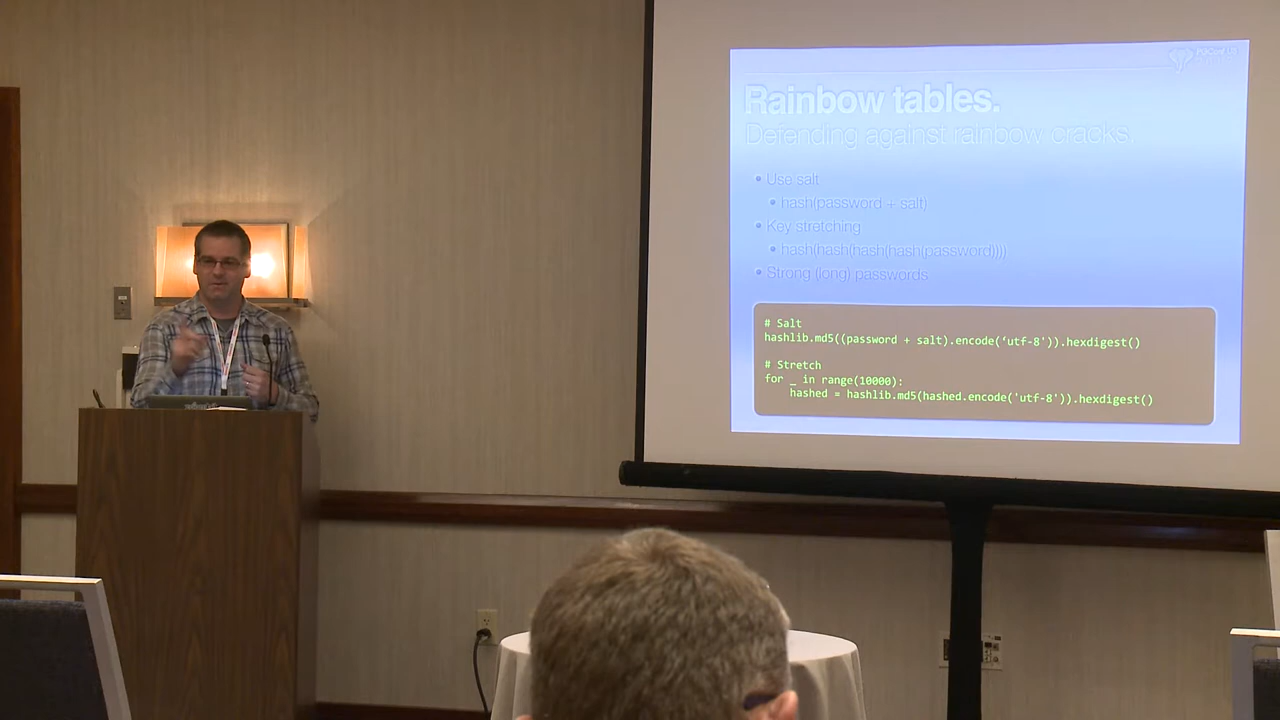 Rainbow tables.
Defending against rainbow cracks.
• Use salt
• hash(password + salt)
• Key stretching
• hash(hash(hash(hash(password))))
• Strong (long) passwords
# Salt
hashlib.md5((password + salt).encode(‘utf-8')).hexdigest()
# Stretch
for _ in range(10000):
hashed = hashlib.md5(hashed.encode('utf-8')).hexdigest()